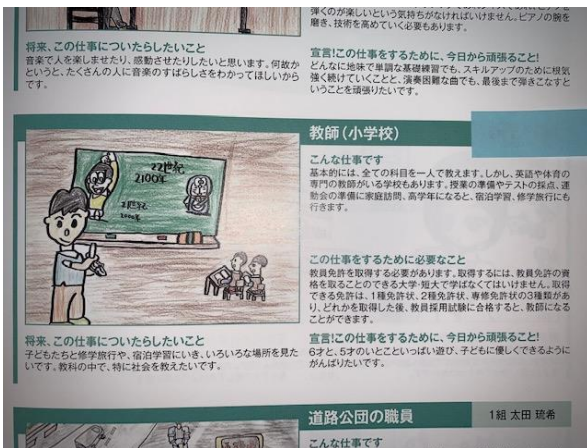 弾くのが楽しいという気持ちがなければいけません。ピアノの腕を
磨き、技術を高めていく必要もあります。
将来、この仕事についたらしたいこと
音楽で人を楽しませたり、感動させたりしたいと思います。何故か
というと、たくさんの人に音楽のすばらしさをわかってほしいから
です。
宣言!この仕事をするために、今日から頑張ること!
どんなに地味で単調な基礎練習でも、スキルアップのために根気
強く続けていくことと、演奏困難な曲でも、最後まで弾きこなすと
いうことを頑張りたいです。
教師(小学校)
こんな仕事です
基本的には、全ての科目を一人で教えます。しかし、英語や体育の
専門の教師がいる学校もあります。授業の準備やテストの採点、運
動会の準備に家庭訪問、高学年になると、宿泊学習、修学旅行にも
行きます。
22世紀
2100年
21世紀
2000年
この仕事をするために必要なこと
教員免許を取得する必要があります。取得するには、教員免許の資
格を取ることのできる大学・短大で学ばなくてはいけません。取得
できる免許は、1種免許状、2種免許状、専修免許状の3種類があ
り、どれかを取得した後、教員採用試験に合格すると、教師になる
ことができます。
将来、この仕事についたらしたいこと
子どもたちと修学旅行や、宿泊学習にいき、いろいろな場所を見た
いです。教科の中で、特に社会を教えたいです。
宣言!この仕事をするために、今日から頑張ること!
6才と、5才のいとこといっぱい遊び、子どもに優しくできるように
がんばりたいです。
道路公団の職員
1組 太田 琉希
こんな仕事です